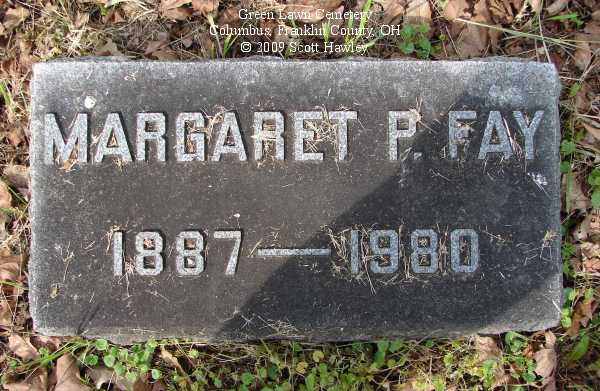 Green Lawn Cemetery
Columbus, Franklin County, OH
© 2009 Scott Hawley
MARGARET P. FAY
1887—1980